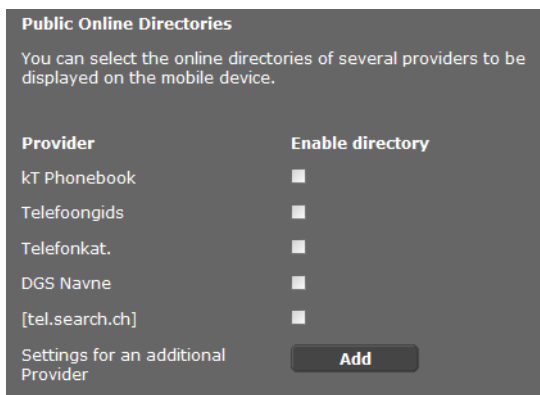 Public Online Directories
You can select the online directories of several providers to be
displayed on the mobile device.
Provider Enable directory
kT Phonebook
Telefoongids
Telefonkat.
DGS Navne
[tel.search.ch]
Settings for an additional Add
Provider